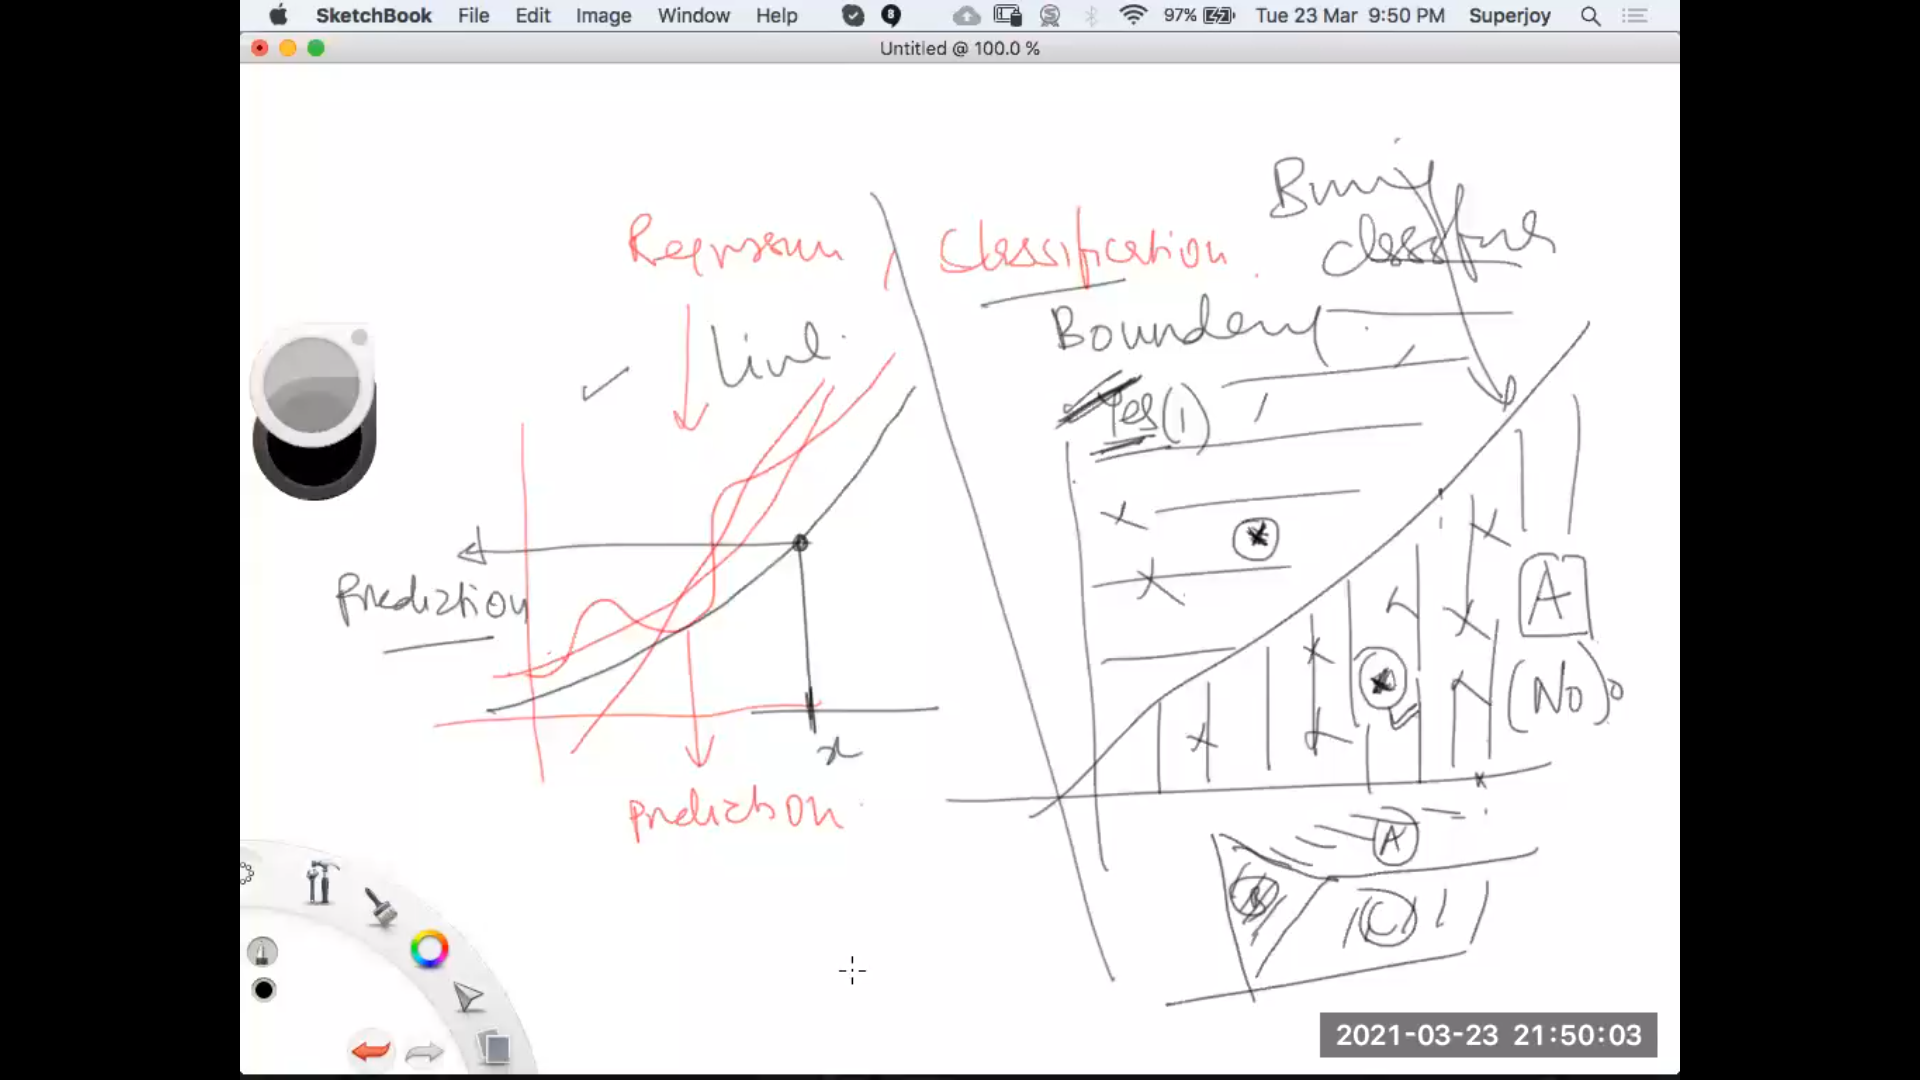 SketchBook File Edit Image Window Help 8 S 97% Tue 23 Mar 9:50 PM Superjoy
Untitled @ 100.0 %
Binary
classifier
Regression / Classification
Boundary
Line
Yes (1)
Prediction
A
(No) 0
x
prediction
A
B
C
2021-03-23 21:50:03